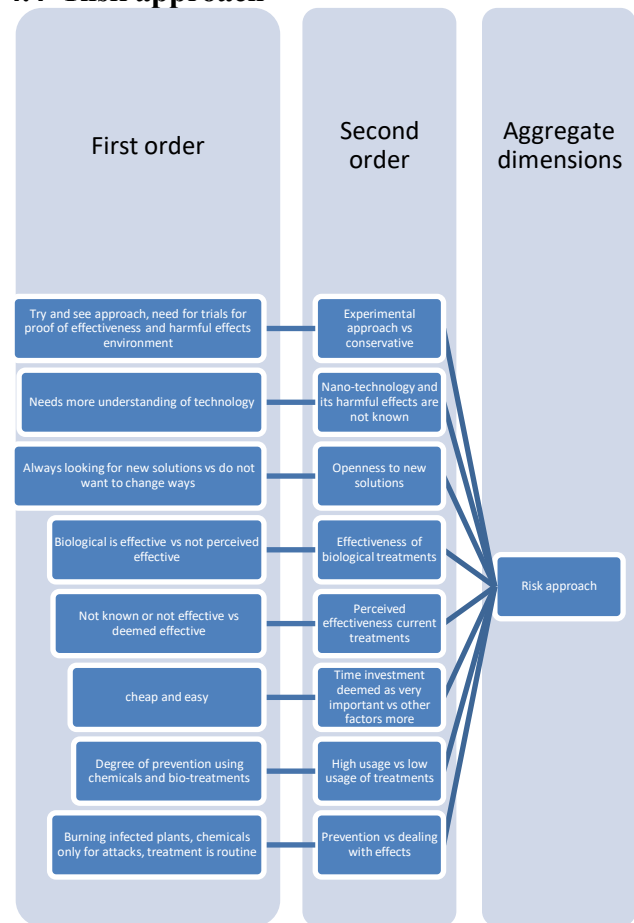 approach
First order
Second
order
Aggregate
dimensions
Try and see approach, need for trials for
proof of effectiveness and harmful effects
environment
Experimental
approach vs
conservative
Needs more understanding of technology
Nano-technology and
its harmful effects are
not known
Always looking for new solutions vs do not
want to change ways
Openness to new
solutions
Biological is effective vs not perceived
effective
Effectiveness of
biological treatments
Risk approach
Not known or not effective vs
deemed effective
Perceived
effectiveness current
treatments
cheap and easy
Time investment
deemed as very
important vs other
factors more
Degree of prevention using
chemicals and bio-treatments
High usage vs low
usage of treatments
Burning infected plants, chemicals
only for attacks, treatment is routine
Prevention vs dealing
with effects